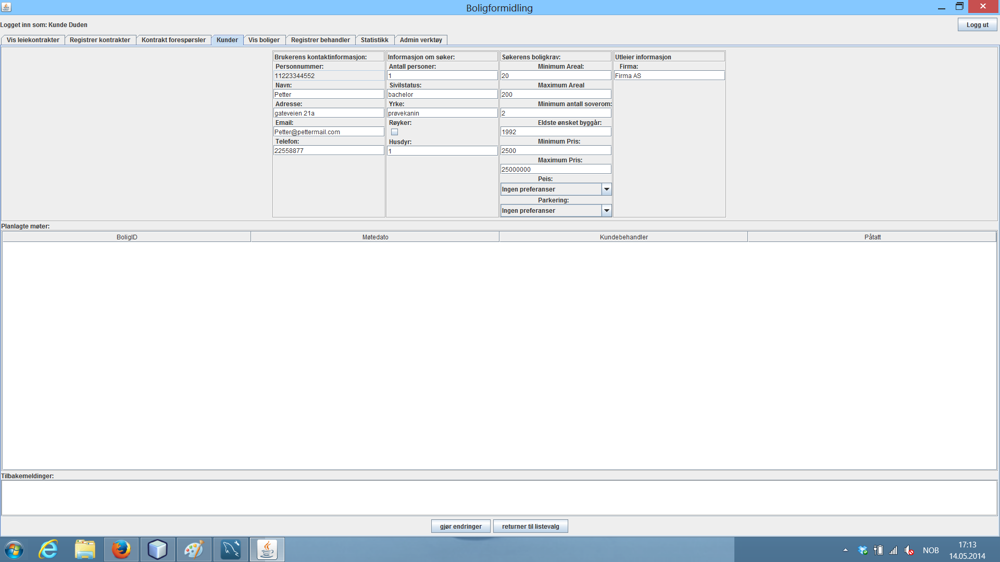 Boligformidling
Logget inn som: Kunde Duden
Logg ut
Vis leiekontrakter Registrer kontrakter Kontrakt forespørsler Kunder Vis boliger Registrer behandler Statistikk Admin verktøy
Brukerens kontaktinformasjon:
Personnummer:
11223344552
Navn:
Petter
Adresse:
gateveien 21a
Email:
Petter@pettermail.com
Telefon:
22558877
Informasjon om søker:
Antall personer:
1
Sivilstatus:
bachelor
Yrke:
prøvekanin
Røyker:
Husdyr:
1
Søkerens boligkrav:
Minimum Areal:
20
Maximum Areal
200
Minimum antall soverom:
2
Eldste ønsket byggår:
1992
Minimum Pris:
2500
Maximum Pris:
25000000
Peis:
Ingen preferanser
Parkering:
Ingen preferanser
Utleier informasjon
Firma:
Firma AS
Planlagte møter:
BoligID Møtedato Kundebehandler Påtatt
Tilbakemeldinger:
gjør endringer returner til listevalg
NOB
17:13
14.05.2014